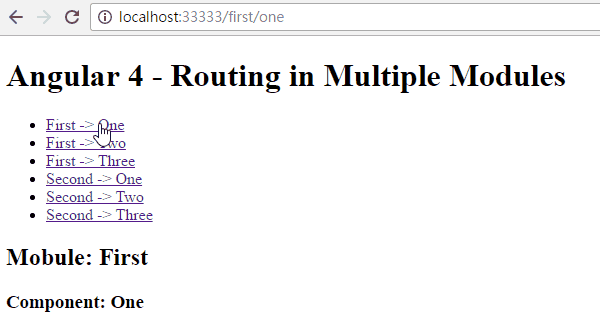 localhost:33333/first/one
Angular 4 - Routing in Multiple Modules
First -> One
First -> Two
First -> Three
Second -> One
Second -> Two
Second -> Three
Mobule: First
Component: One